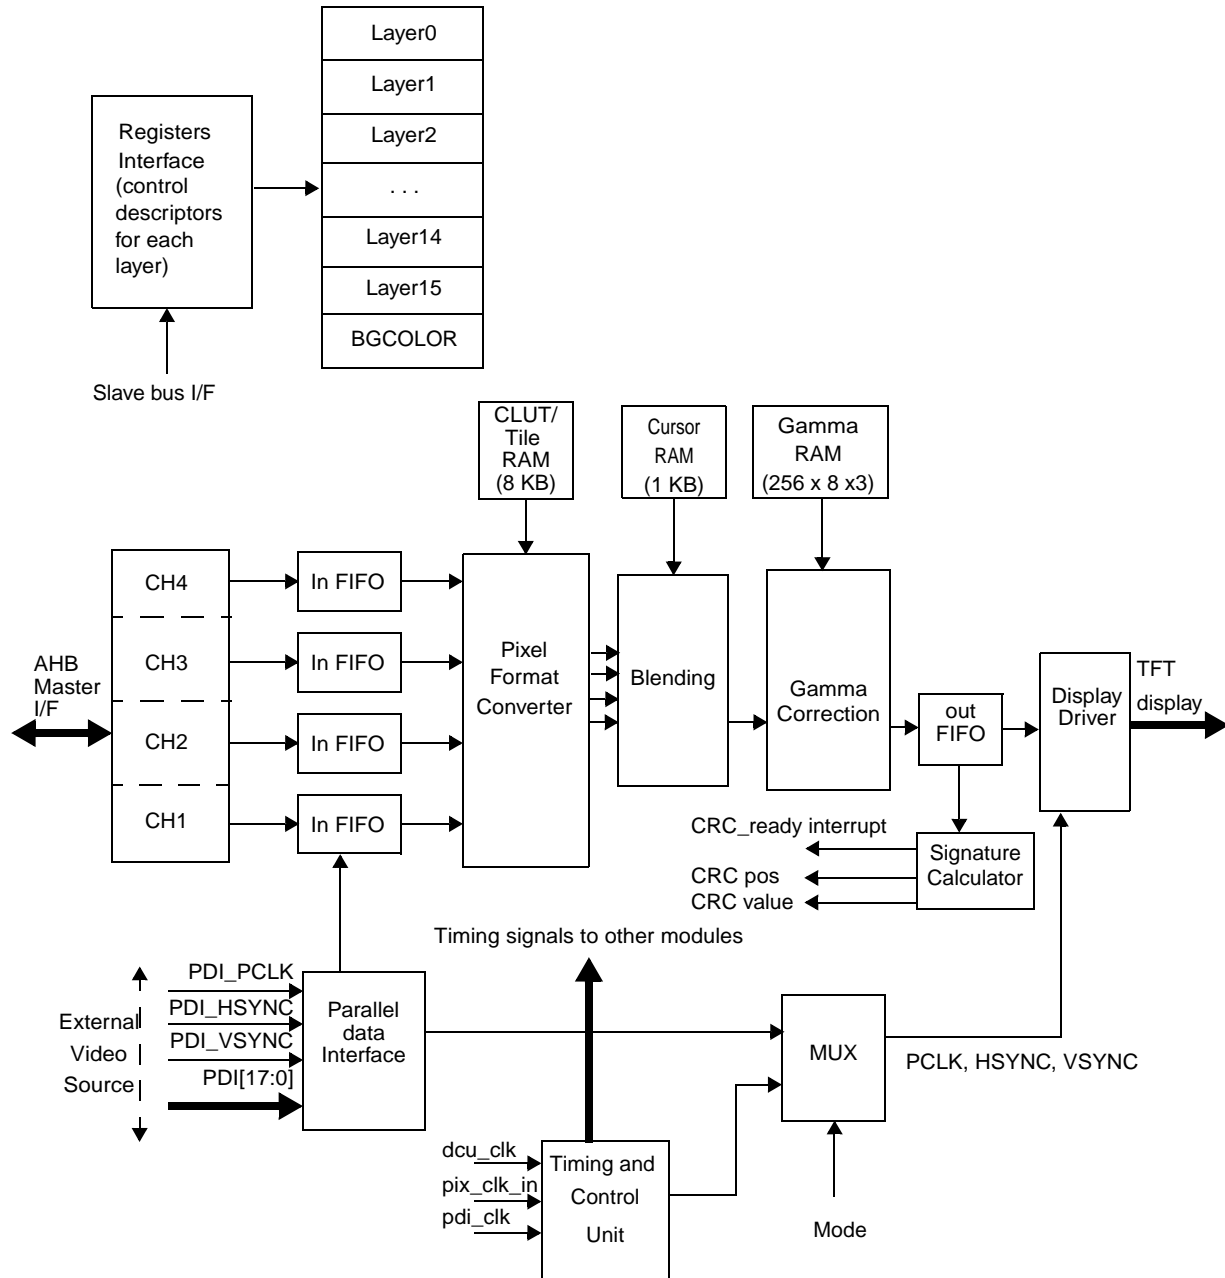 Layer0
Layer1
Layer2
. . .
Layer14
Layer15
BGCOLOR
Registers
Interface
(control
descriptors
for each
layer)
Slave bus I/F
CLUT/
Tile
RAM
(8 KB)
Cursor
RAM
(1 KB)
Gamma
RAM
(256 x 8 x3)
AHB
Master
I/F
CH4
CH3
CH2
CH1
In FIFO
In FIFO
In FIFO
In FIFO
Pixel
Format
Converter
Blending
Gamma
Correction
out
FIFO
Display
Driver
TFT
display
CRC_ready interrupt
CRC pos
CRC value
Signature
Calculator
Timing signals to other modules
External
Video
Source
PDI_PCLK
PDI_HSYNC
PDI_VSYNC
PDI[17:0]
Parallel
data
Interface
MUX
PCLK, HSYNC, VSYNC
dcu_clk
pix_clk_in
pdi_clk
Timing and
Control
Unit
Mode